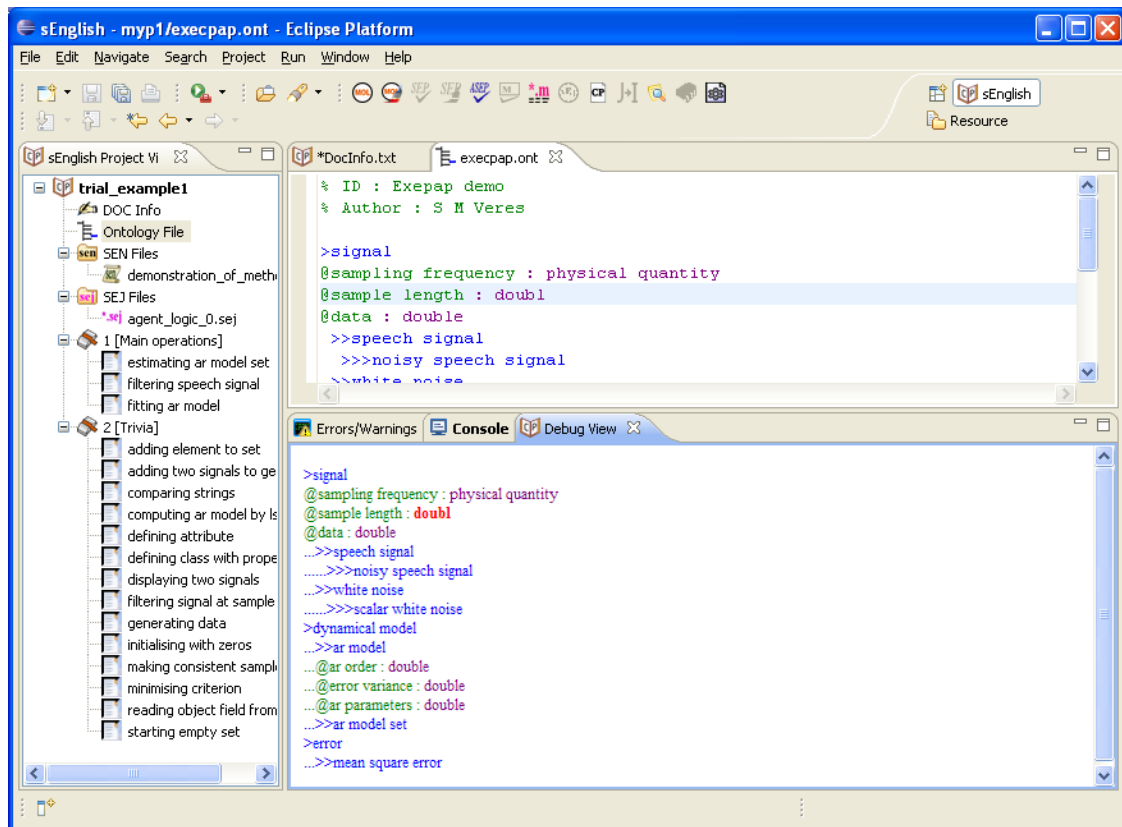 sEnglish - myp1/execpap.ont - Eclipse Platform
File Edit Navigate Search Project Run Window Help
sEnglish
Resource
sEnglish Project Vi
trial_example1
DOC Info
Ontology File
SEN Files
demonstration_of_meth
SEJ Files
agent_logic_0.sej
1 [Main operations]
estimating ar model set
filtering speech signal
fitting ar model
2 [Trivia]
adding element to set
adding two signals to ge
comparing strings
computing ar model by ls
defining attribute
defining class with prope
displaying two signals
filtering signal at sample
generating data
initialising with zeros
making consistent sampl
minimising criterion
reading object field from
starting empty set
*DocInfo.txt execpap.ont
% ID : Exepap demo
% Author : S M Veres
>signal
@sampling frequency : physical quantity
@sample length : doubl
@data : double
>>speech signal
>>>noisy speech signal
>>white noise
Errors/Warnings Console Debug View
>signal
@sampling frequency : physical quantity
@sample length : doubl
@data : double
...>>speech signal
......>>>noisy speech signal
...>>white noise
......>>>scalar white noise
>dynamical model
...>>ar model
...@ar order : double
...@error variance : double
...@ar parameters : double
...>>ar model set
>error
...>>mean square error